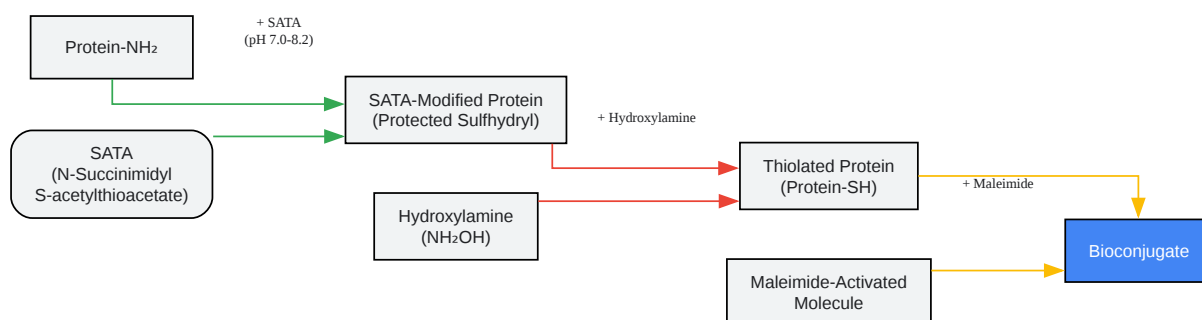 Protein-NH₂
+ SATA
(pH 7.0-8.2)
SATA
(N-Succinimidyl
S-acetylthioacetate)
SATA-Modified Protein
(Protected Sulfhydryl)
+ Hydroxylamine
Hydroxylamine
(NH₂OH)
Thiolated Protein
(Protein-SH)
+ Maleimide
Maleimide-Activated
Molecule
Bioconjugate